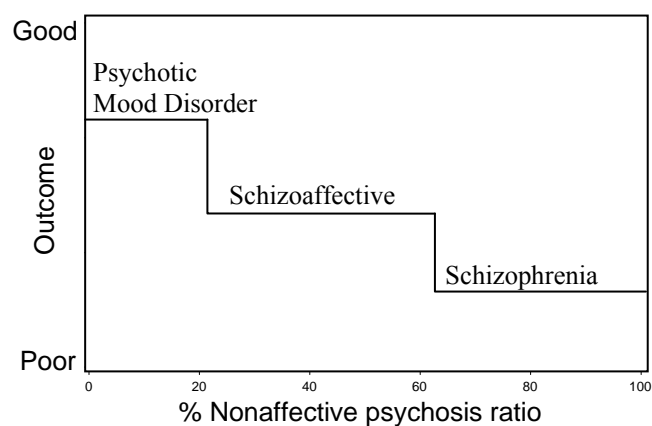 Good
Psychotic
Mood Disorder
Schizoaffective
Schizophrenia
Outcome
Poor
0 20 40 60 80 100
% Nonaffective psychosis ratio